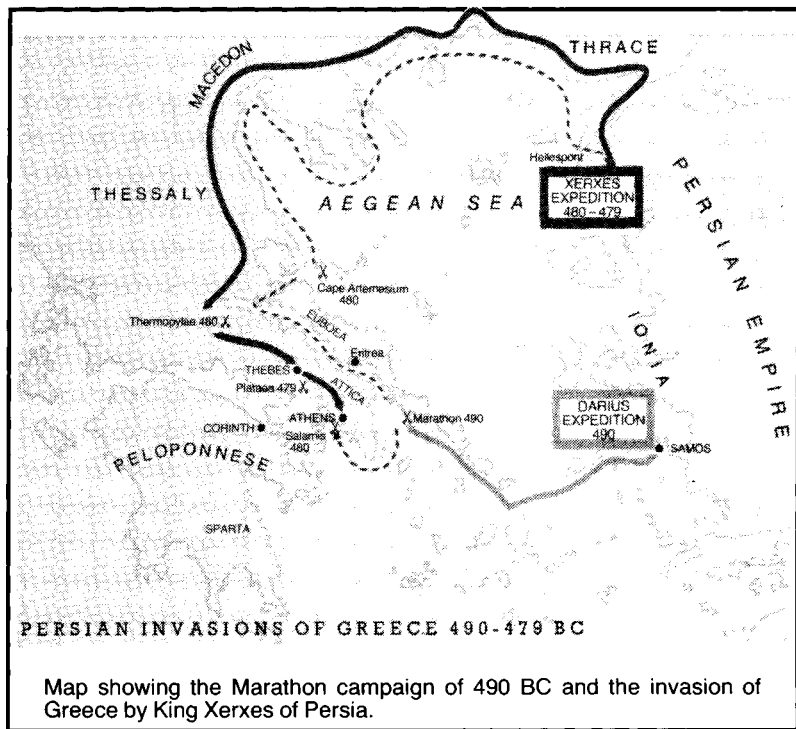 THRACE
MACEDON
Hellespont
XERXES
EXPEDITION
480-479
THESSALY
AEGEAN SEA
PERSIAN EMPIRE
Cape Artemesium
480
Thermopylae 480
EUBOEA
IONIA
Eritrea
THEBES
Plataea 479
ATTICA
DARIUS
EXPEDITION
490
ATHENS
Marathon 490
CORINTH
Salamis
480
SAMOS
PELOPONNESE
SPARTA
PERSIAN INVASIONS OF GREECE 490-479 BC
Map showing the Marathon campaign of 490 BC and the invasion of
Greece by King Xerxes of Persia.